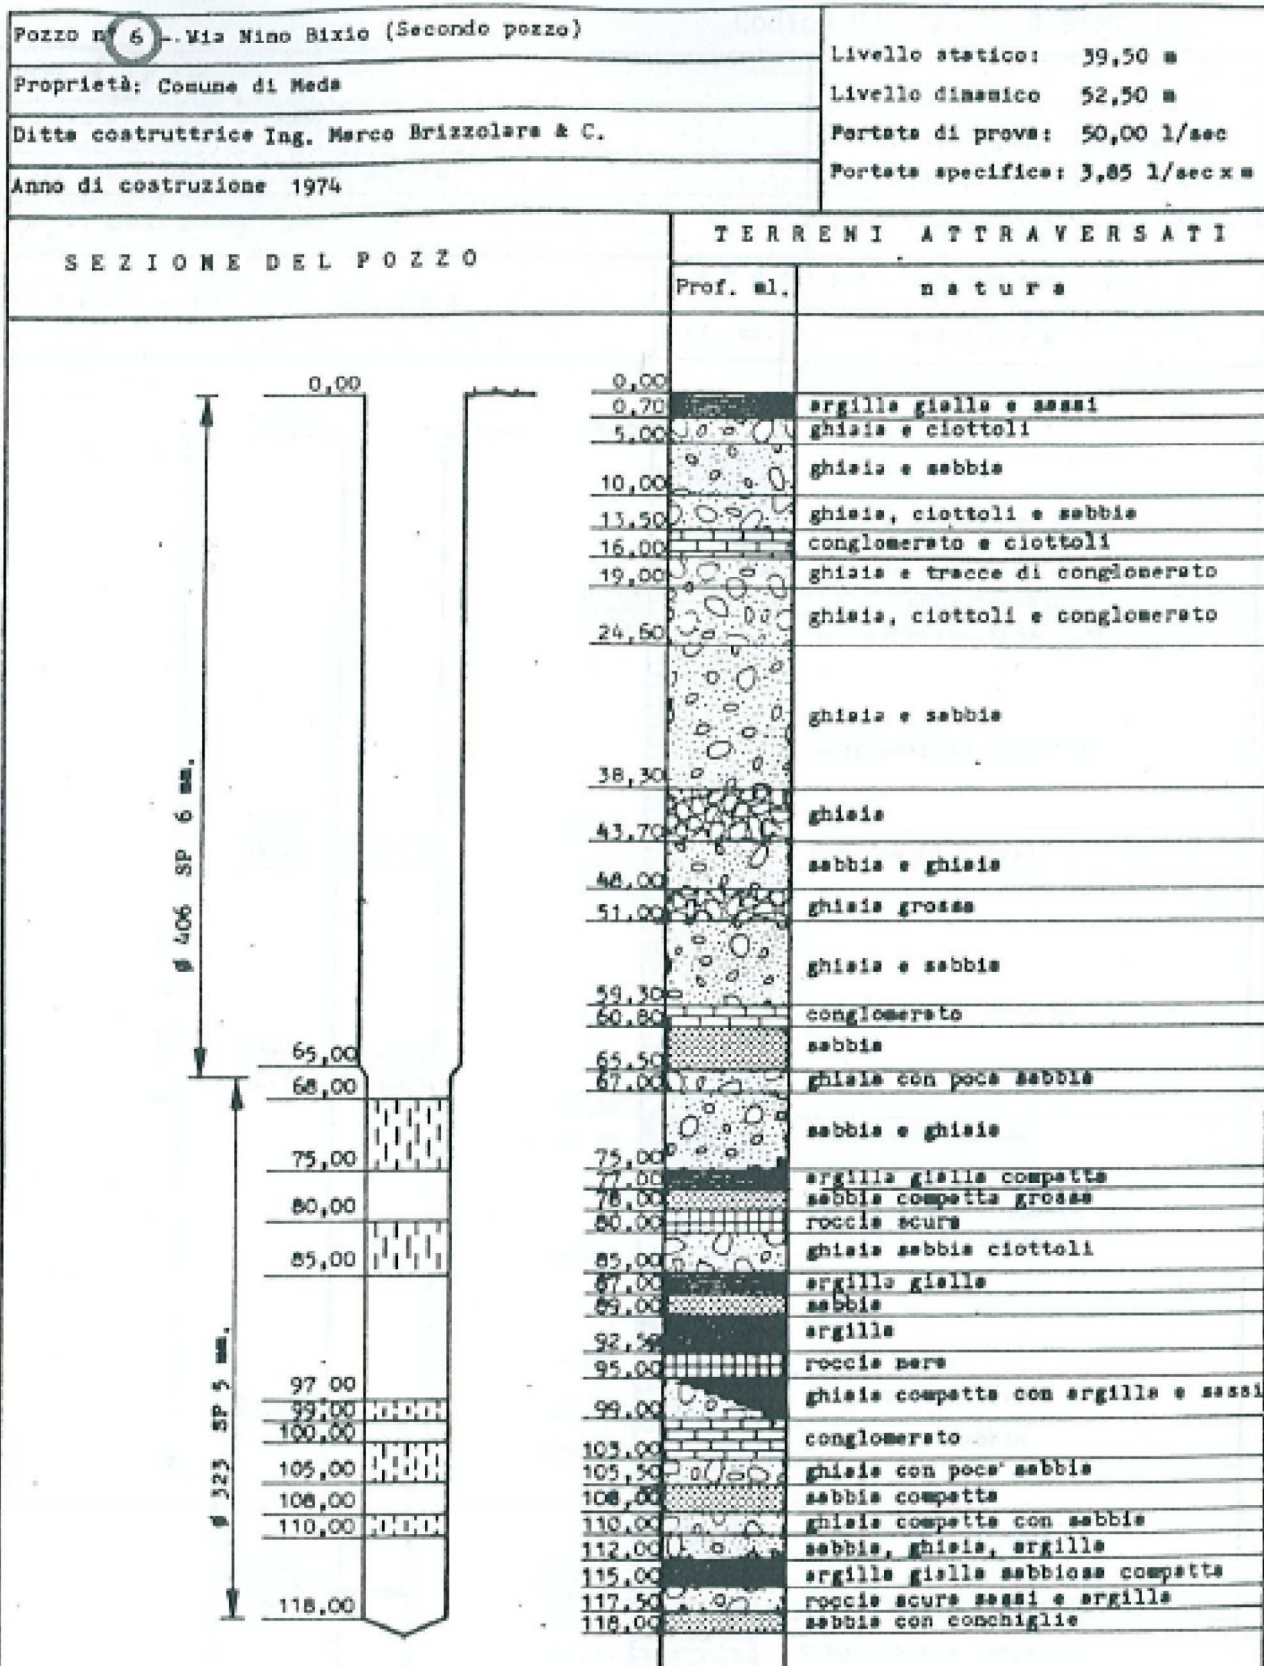 Pozzo n° 6 - Via Nino Bixio (Secondo pozzo)
Proprietà: Comune di Meda
Ditta costruttrice Ing. Marco Brizzolara & C.
Anno di costruzione 1974
Livello statico: 39,50 m
Livello dinamico 52,50 m
Portata di prova: 50,00 l/sec
Portata specifica: 3,85 l/sec x m
SEZIONE DEL POZZO
TERRENI ATTRAVERSATI
Prof. ml.
natura
0,00
ø 406 SP 6 mm.
65,00
68,00
75,00
80,00
85,00
97 00
99,00
100,00
105,00
108,00
110,00
118,00
ø 323 SP 5 mm.
0,00
0,70 argilla gialla e sassi
5,00 ghiaia e ciottoli
10,00 ghiaia e sabbia
13,50 ghiaia, ciottoli e sabbia
16,00 conglomerato e ciottoli
19,00 ghiaia e tracce di conglomerato
24,60 ghiaia, ciottoli e conglomerato
38,30 ghiaia e sabbia
43,70 ghiaia
48,00 sabbia e ghiaia
51,00 ghiaia grossa
59,30 ghiaia e sabbia
60,80 conglomerato
65,50 sabbia
67,00 ghiaia con poca sabbia
75,00 sabbia e ghiaia
77,00 argilla gialla compatta
78,00 sabbia compatta grossa
80,00 roccia scura
85,00 ghiaia sabbia ciottoli
87,00 argilla gialla
89,00 sabbia
92,50 argilla
95,00 roccia nera
99,00 ghiaia compatta con argilla e sassi
103,00 conglomerato
105,50 ghiaia con poca sabbia
108,00 sabbia compatta
110,00 ghiaia compatta con sabbia
112,00 sabbia, ghiaia, argilla
115,00 argilla gialla sabbiosa compatta
117,50 roccia scura sassi e argilla
118,00 sabbia con conchiglie